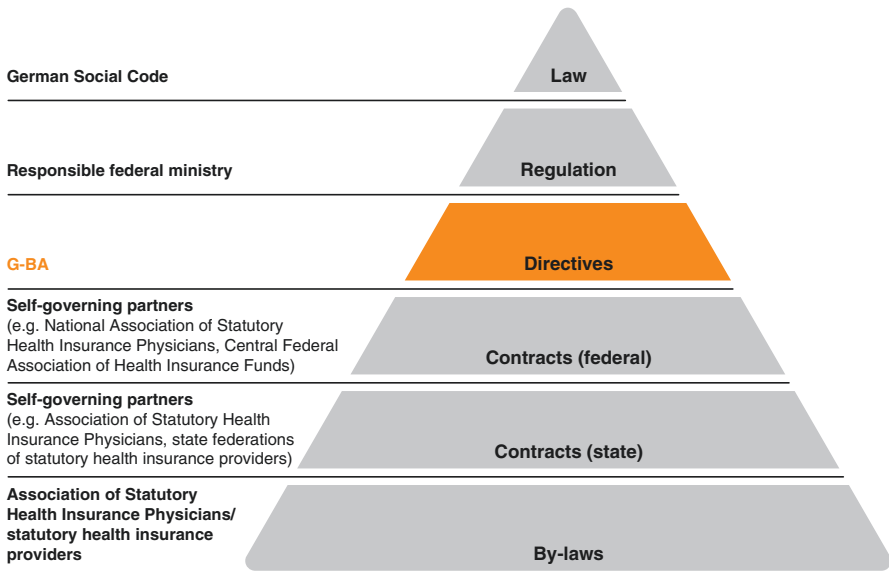 German Social Code
Law
Responsible federal ministry
Regulation
G-BA
Directives
Self-governing partners
(e.g. National Association of Statutory
Health Insurance Physicians, Central Federal
Association of Health Insurance Funds)
Contracts (federal)
Self-governing partners
(e.g. Association of Statutory Health
Insurance Physicians, state federations
of statutory health insurance providers)
Contracts (state)
Association of Statutory
Health Insurance Physicians/
statutory health insurance
providers
By-laws